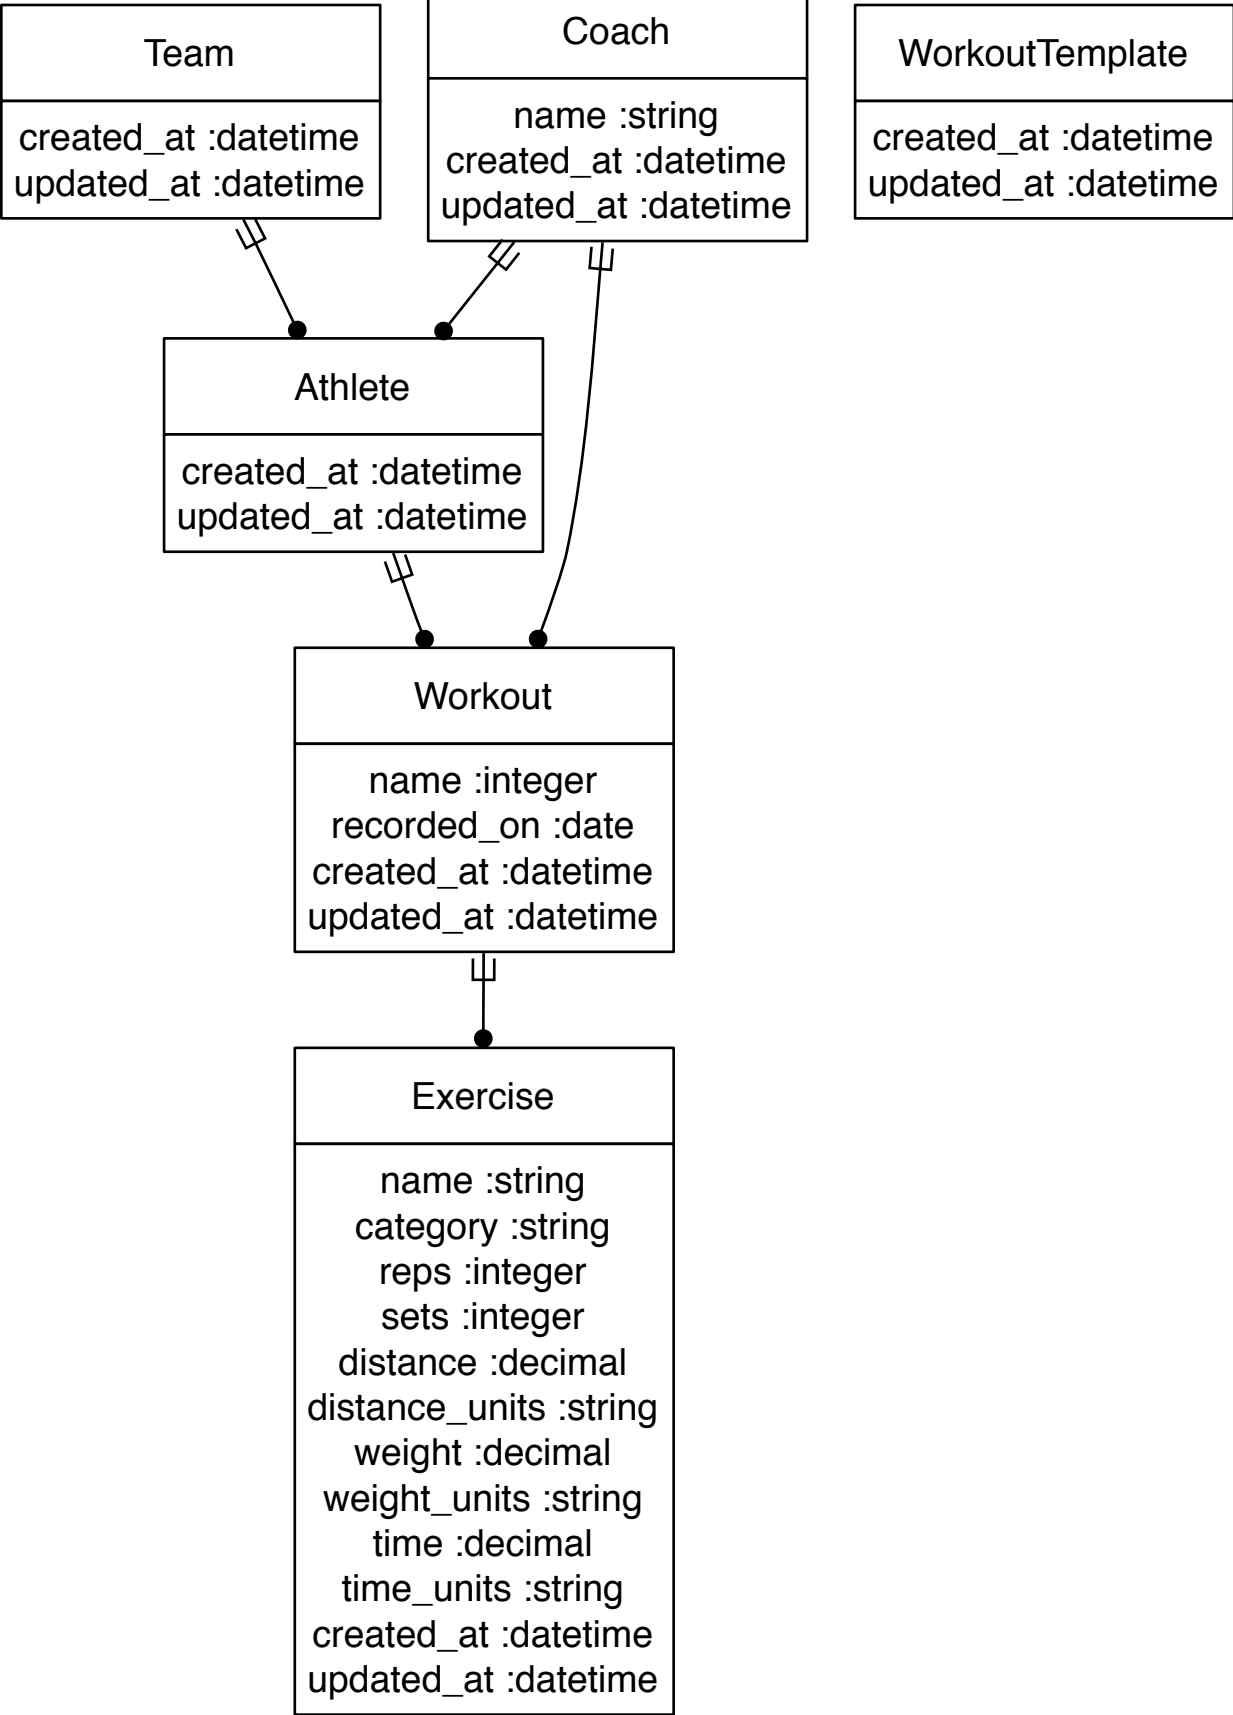 Team
created_at :datetime
updated_at :datetime
Coach
name :string
created_at :datetime
updated_at :datetime
WorkoutTemplate
created_at :datetime
updated_at :datetime
Athlete
created_at :datetime
updated_at :datetime
Workout
name :integer
recorded_on :date
created_at :datetime
updated_at :datetime
Exercise
name :string
category :string
reps :integer
sets :integer
distance :decimal
distance_units :string
weight :decimal
weight_units :string
time :decimal
time_units :string
created_at :datetime
updated_at :datetime